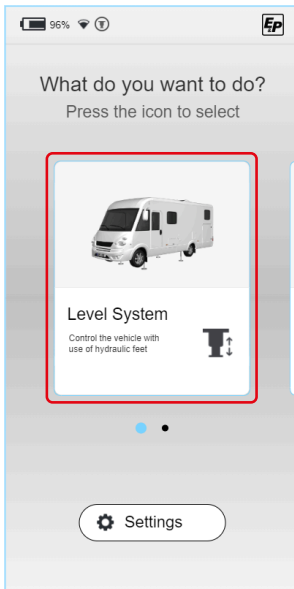 96%
EP
What do you want to do?
Press the icon to select
Level System
Control the vehicle with
use of hydraulic feet
Settings